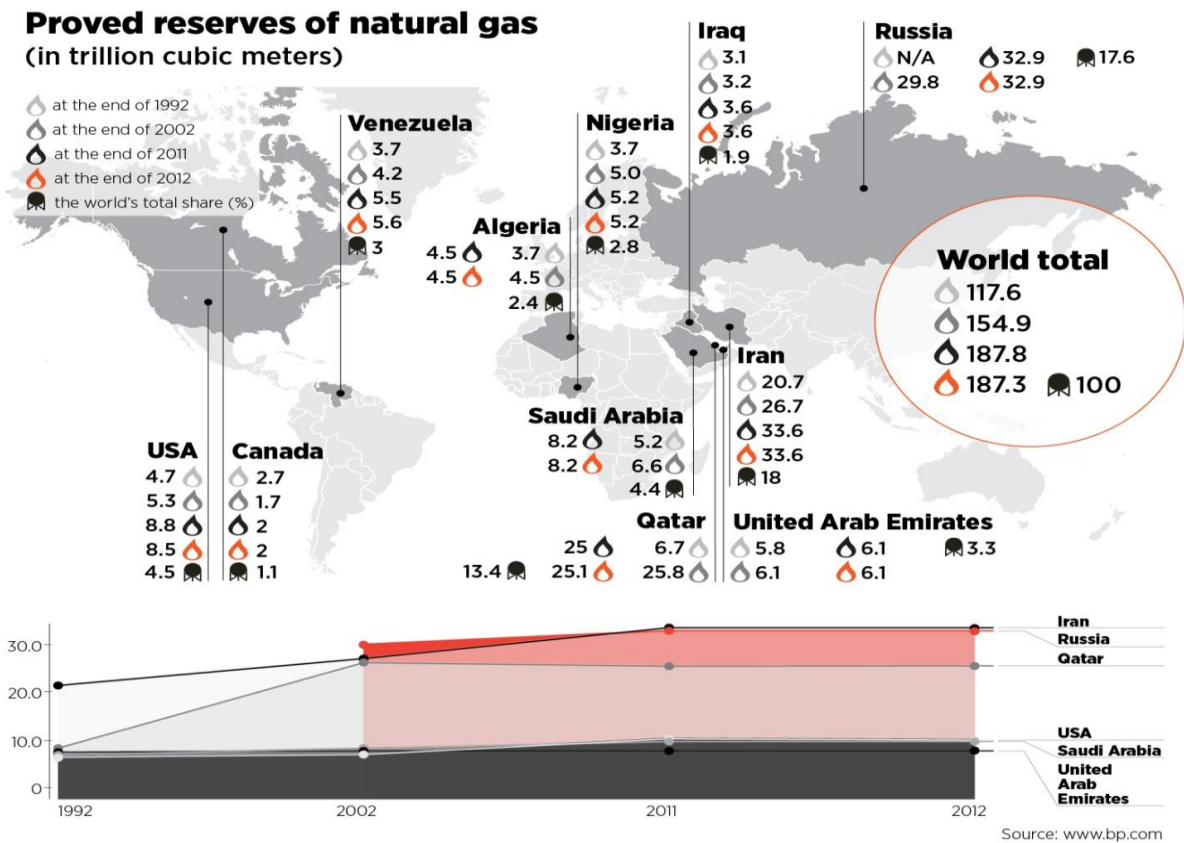 Proved reserves of natural gas
(in trillion cubic meters)
at the end of 1992
at the end of 2002
at the end of 2011
at the end of 2012
the world's total share (%)
Venezuela
3.7
4.2
5.5
5.6
3
Algeria
4.5 3.7
4.5 4.5
2.4
Nigeria
3.7
5.0
5.2
5.2
2.8
Iraq
3.1
3.2
3.6
3.6
1.9
Russia
N/A 32.9 17.6
29.8 32.9
World total
117.6
154.9
187.8
187.3 100
USA
4.7
5.3
8.8
8.5
4.5
Canada
2.7
1.7
2
2
1.1
Saudi Arabia
8.2 5.2
8.2 6.6
4.4
Iran
20.7
26.7
33.6
33.6
18
Qatar
25 6.7
13.4 25.1 25.8
United Arab Emirates
5.8 6.1 3.3
6.1 6.1
30.0
20.0
10.0
0
1992 2002 2011 2012
Iran
Russia
Qatar
USA
Saudi Arabia
United
Arab
Emirates
Source: www.bp.com